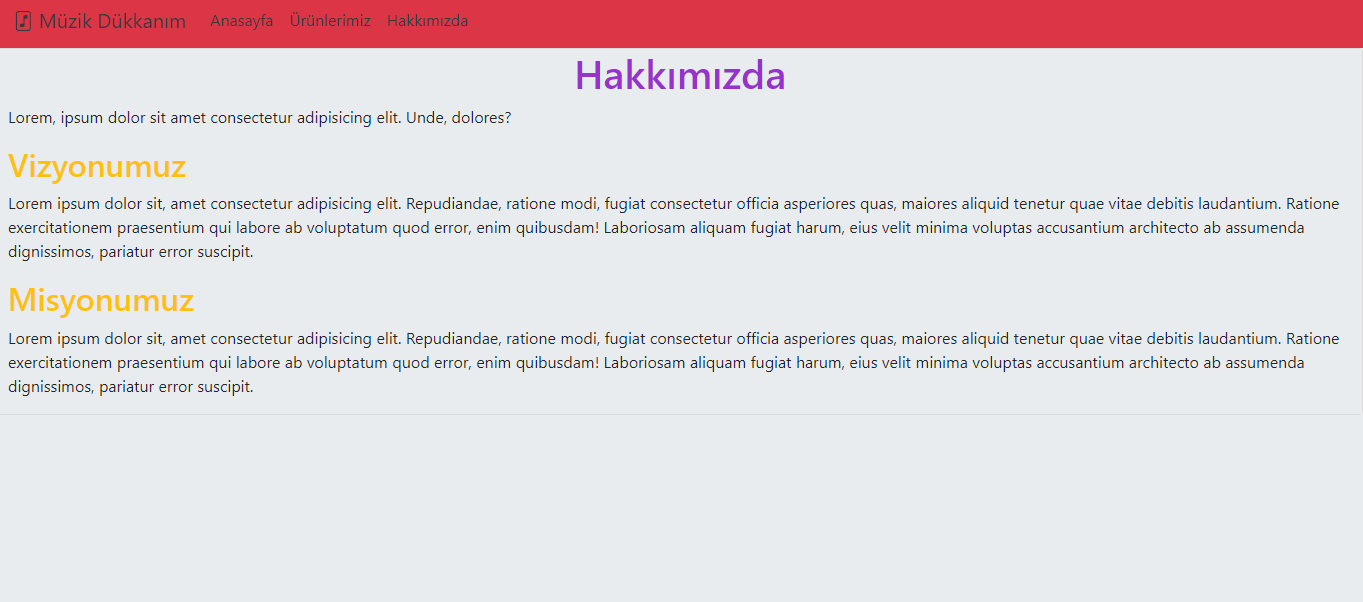 Müzik Dükkanım Anasayfa Ürünlerimiz Hakkımızda
Hakkımızda
Lorem, ipsum dolor sit amet consectetur adipisicing elit. Unde, dolores?
Vizyonumuz
Lorem ipsum dolor sit, amet consectetur adipisicing elit. Repudiandae, ratione modi, fugiat consectetur officia asperiores quas, maiores aliquid tenetur quae vitae debitis laudantium. Ratione
exercitationem praesentium qui labore ab voluptatum quod error, enim quibusdam! Laboriosam aliquam fugiat harum, eius velit minima voluptas accusantium architecto ab assumenda
dignissimos, pariatur error suscipit.
Misyonumuz
Lorem ipsum dolor sit, amet consectetur adipisicing elit. Repudiandae, ratione modi, fugiat consectetur officia asperiores quas, maiores aliquid tenetur quae vitae debitis laudantium. Ratione
exercitationem praesentium qui labore ab voluptatum quod error, enim quibusdam! Laboriosam aliquam fugiat harum, eius velit minima voluptas accusantium architecto ab assumenda
dignissimos, pariatur error suscipit.